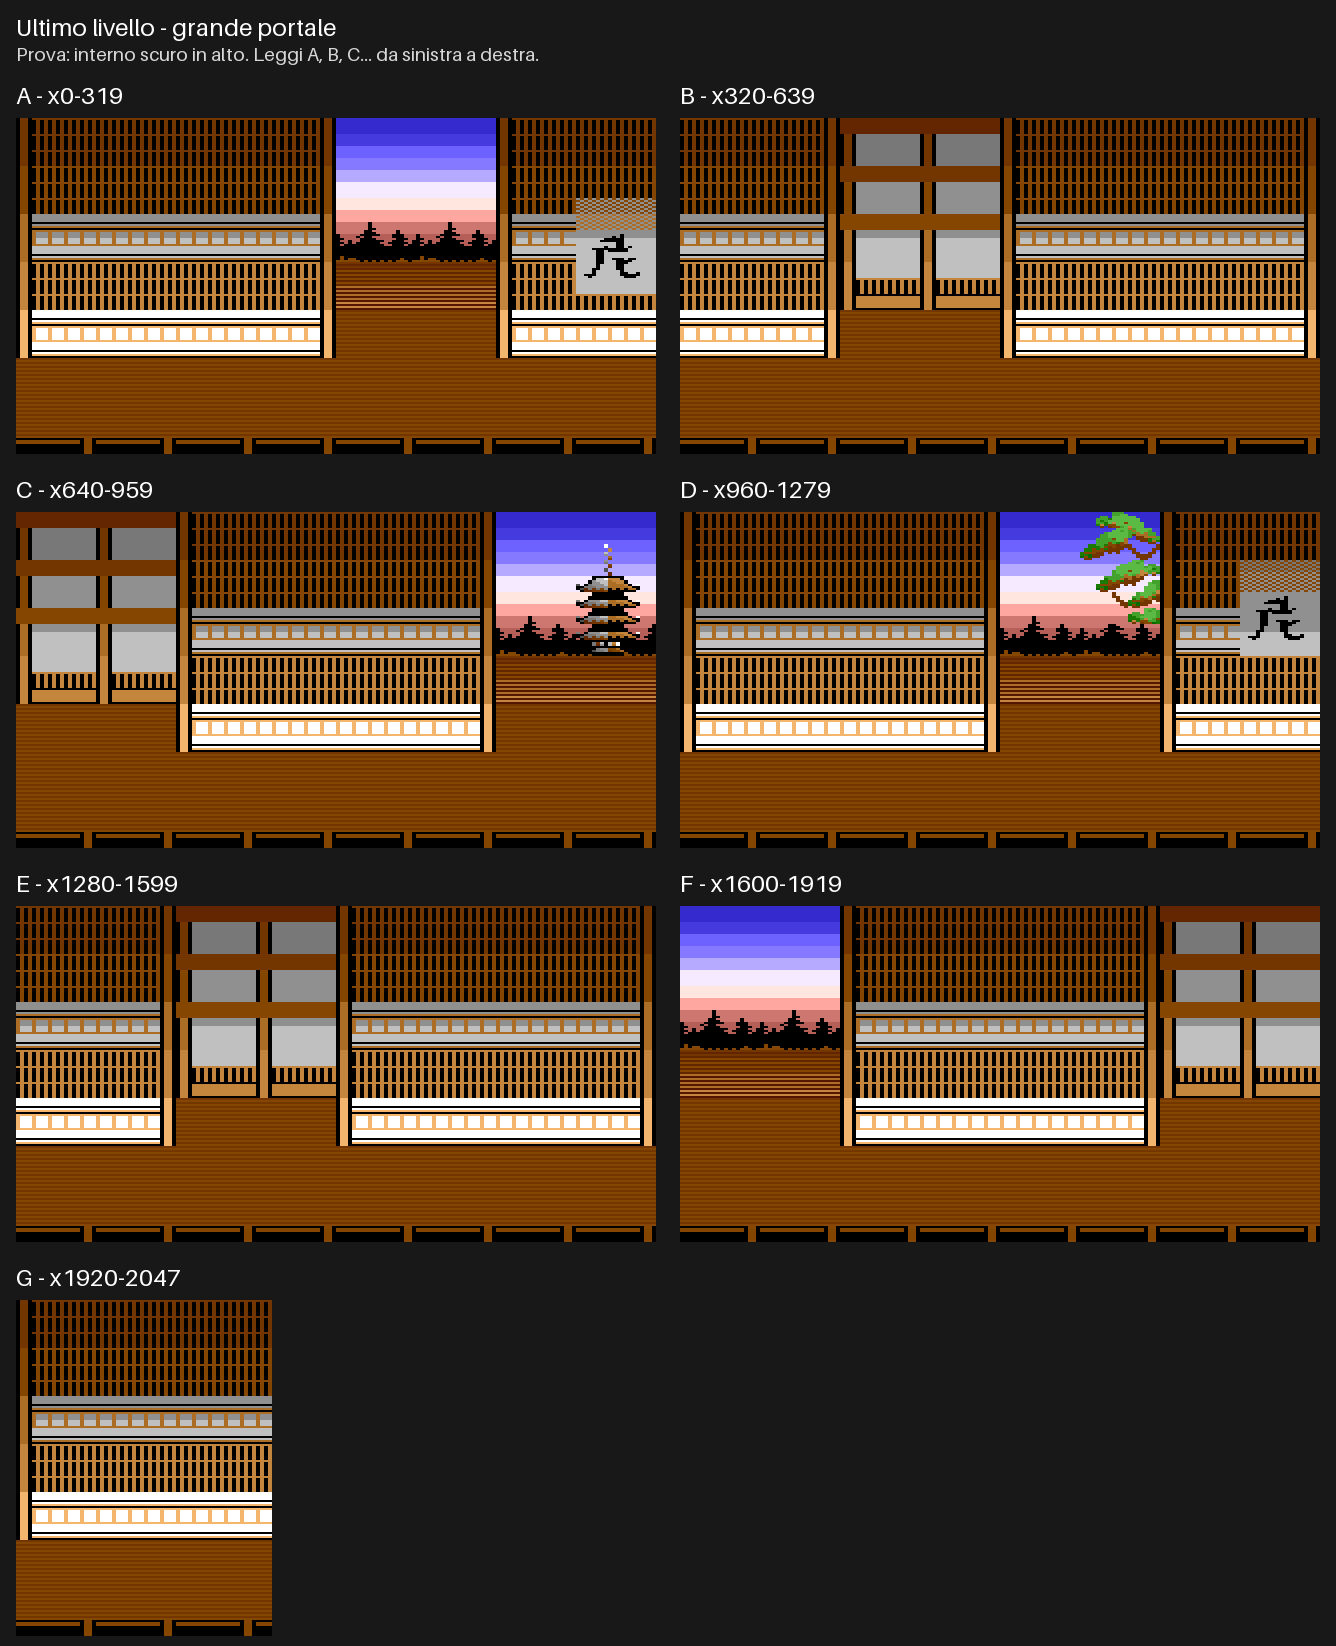 Ultimo livello - grande portale
Prova: interno scuro in alto. Leggi A, B, C... da sinistra a destra.
A - x0-319
B - x320-639
C - x640-959
D - x960-1279
E - x1280-1599
F - x1600-1919
G - x1920-2047